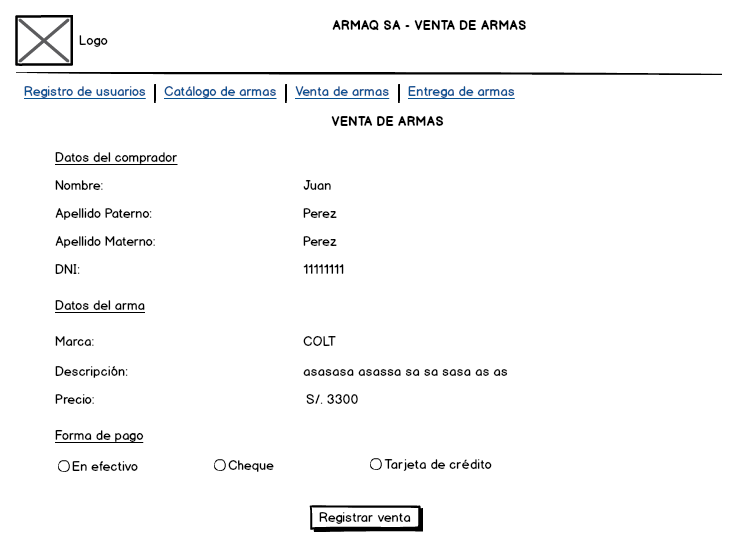 Logo
ARMAQ SA - VENTA DE ARMAS
Registro de usuarios Catálogo de armas Venta de armas Entrega de armas
VENTA DE ARMAS
Datos del comprador
Nombre: Juan
Apellido Paterno: Perez
Apellido Materno: Perez
DNI: 11111111
Datos del arma
Marca: COLT
Descripción: asasasa asassa sa sa sasa as as
Precio: S/. 3300
Forma de pago
En efectivo Cheque Tarjeta de crédito
Registrar venta